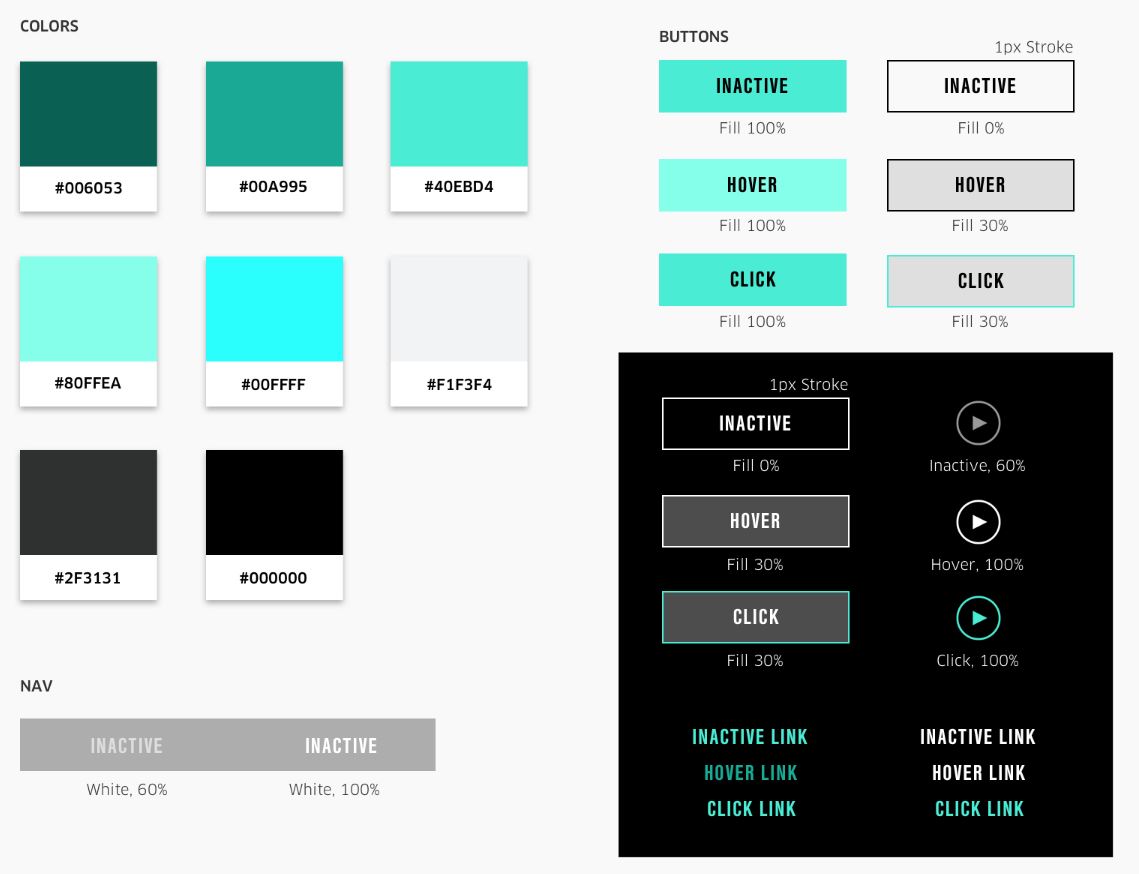 COLORS
#006053
#00A995
#40EBD4
#80FFEA
#00FFFF
#F1F3F4
#2F3131
#000000
NAV
INACTIVE
INACTIVE
White, 60%
White, 100%
BUTTONS
1px Stroke
INACTIVE
INACTIVE
Fill 100%
Fill 0%
HOVER
HOVER
Fill 100%
Fill 30%
CLICK
CLICK
Fill 100%
Fill 30%
1px Stroke
INACTIVE
Fill 0%
Inactive, 60%
HOVER
Fill 30%
Hover, 100%
CLICK
Fill 30%
Click, 100%
INACTIVE LINK
INACTIVE LINK
HOVER LINK
HOVER LINK
CLICK LINK
CLICK LINK